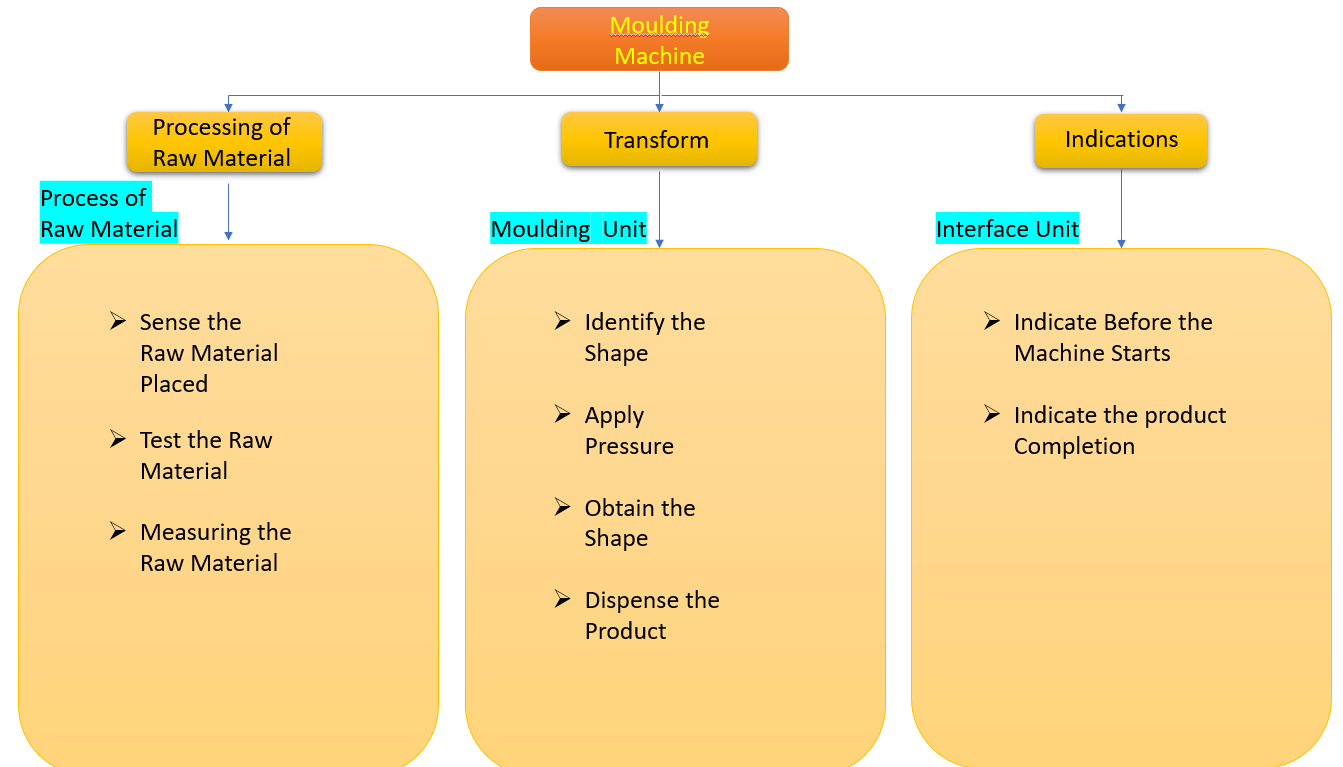 Moulding
Machine
Processing of
Raw Material
Transform
Indications
Process of
Raw Material
Moulding  Unit
Interface Unit
Sense the
Raw Material
Placed
Test the Raw
Material
Measuring the
Raw Material
Identify the
Shape
Apply
Pressure
Obtain the
Shape
Dispense the
Product
Indicate Before the
Machine Starts
Indicate the product
Completion